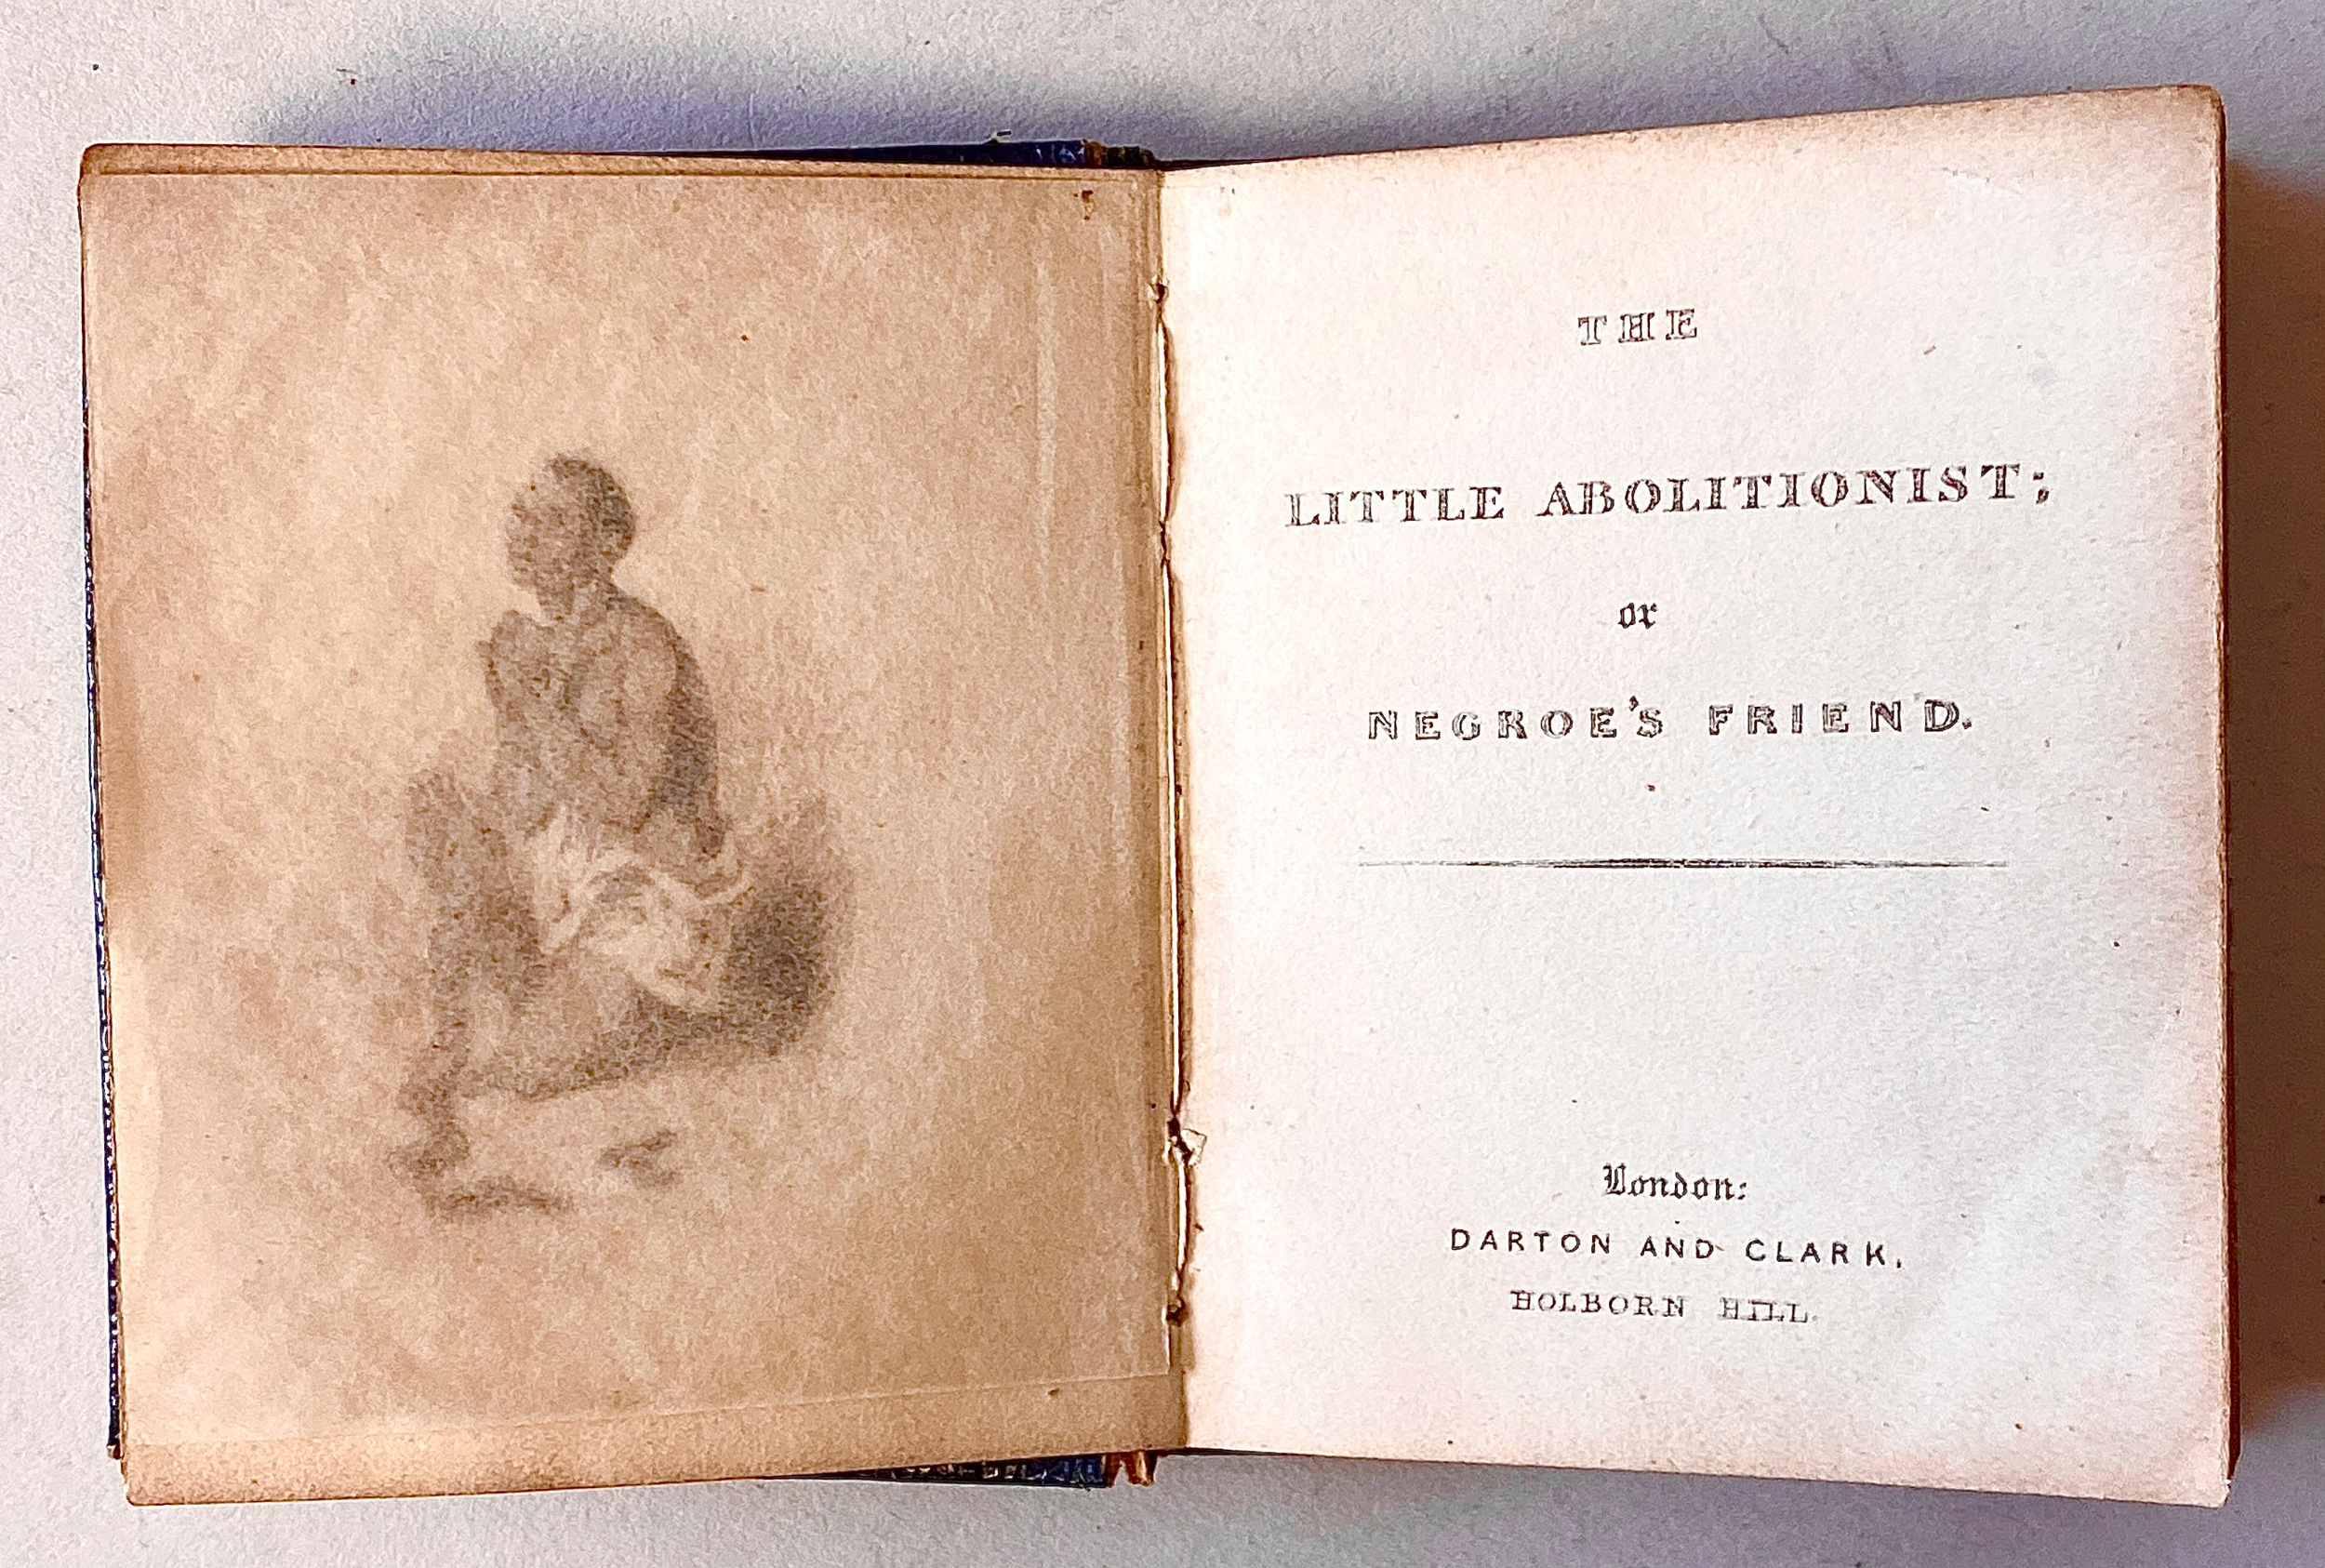 THE
LITTLE ABOLITIONIST;
or
NEGROE'S FRIEND.
London:
DARTON AND CLARK,
HOLBORN HILL.